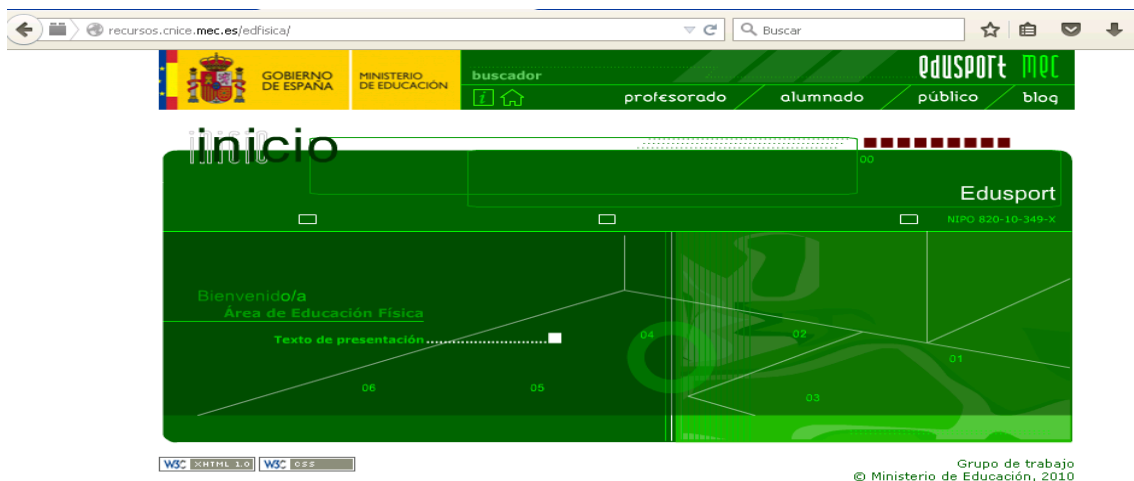 recursos.cnice.mec.es/edfisica/
Buscar
GOBIERNO
DE ESPAÑA
MINISTERIO
DE EDUCACIÓN
buscador
edusport mec
i
profesorado
alumnado
público
blog
inicio
00
Edusport
NIPO 820-10-349-X
Bienvenido/a
Área de Educación Física
Texto de presentación
04
02
01
06
05
03
W3C XHTML 1.0
W3C CSS
Grupo de trabajo
© Ministerio de Educación, 2010